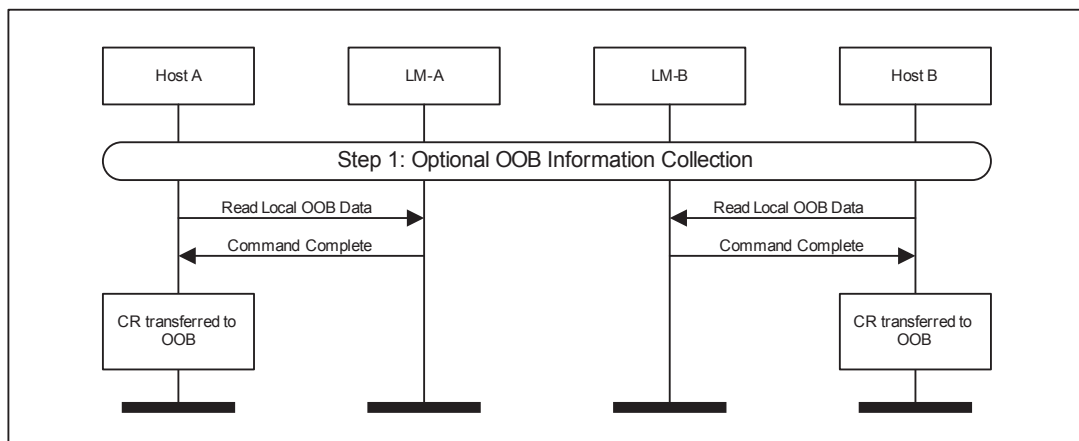 Host A
LM-A
LM-B
Host B
Step 1: Optional OOB Information Collection
Read Local OOB Data
Read Local OOB Data
Command Complete
Command Complete
CR transferred to
OOB
CR transferred to
OOB